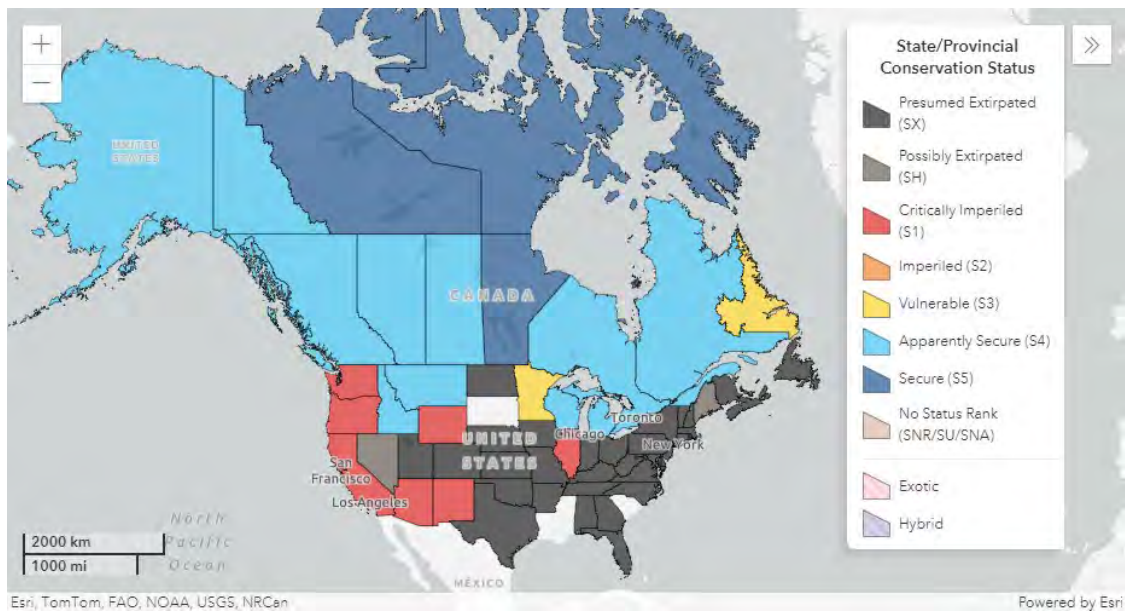 +
−
UNITED
STATES
CANADA
Toronto
Chicago
New York
UNITED
STATES
San
Francisco
Los Angeles
North
Pacific
Ocean
MÉXICO
2000 km
1000 mi
State/Provincial
Conservation Status
Presumed Extirpated
(SX)
Possibly Extirpated
(SH)
Critically Imperiled
(S1)
Imperiled (S2)
Vulnerable (S3)
Apparently Secure (S4)
Secure (S5)
No Status Rank
(SNR/SU/SNA)
Exotic
Hybrid
Esri, TomTom, FAO, NOAA, USGS, NRCan
Powered by Esri